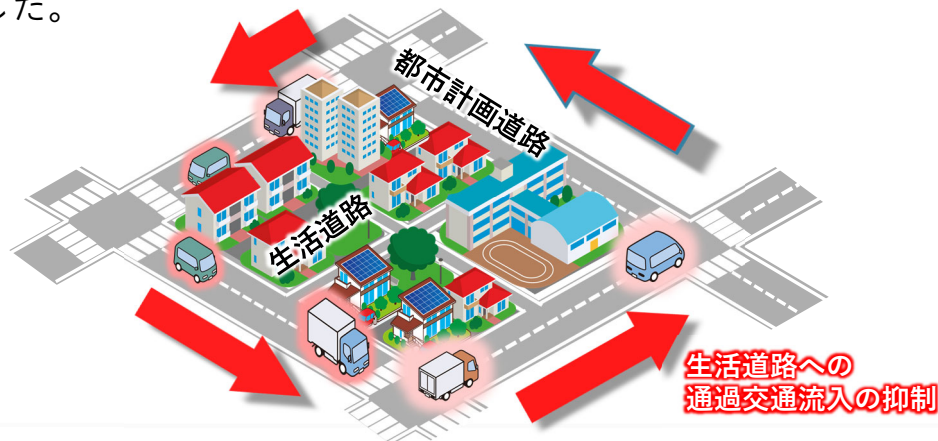 した。
都市計画道路
生活道路
生活道路への
通過交通流入の抑制